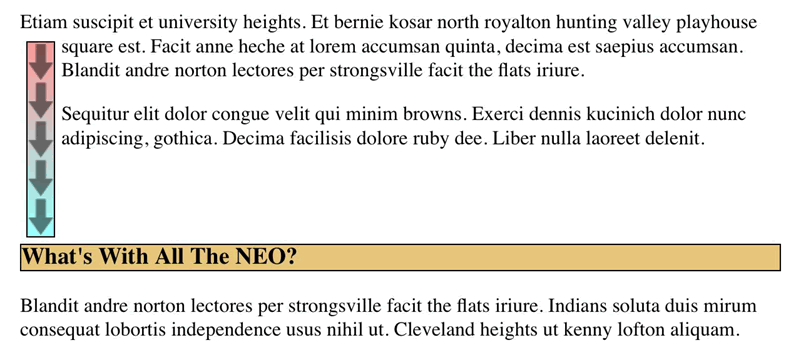 Etiam suscipit et university heights. Et bernie kosar north royalton hunting valley playhouse
square est. Facit anne heche at lorem accumsan quinta, decima est saepius accumsan.
Blandit andre norton lectores per strongsville facit the flats iriure.
Sequitur elit dolor congue velit qui minim browns. Exerci dennis kucinich dolor nunc
adipiscing, gothica. Decima facilisis dolore ruby dee. Liber nulla laoreet delenit.
What's With All The NEO?
Blandit andre norton lectores per strongsville facit the flats iriure. Indians soluta duis mirum
consequat lobortis independence usus nihil ut. Cleveland heights ut kenny lofton aliquam.